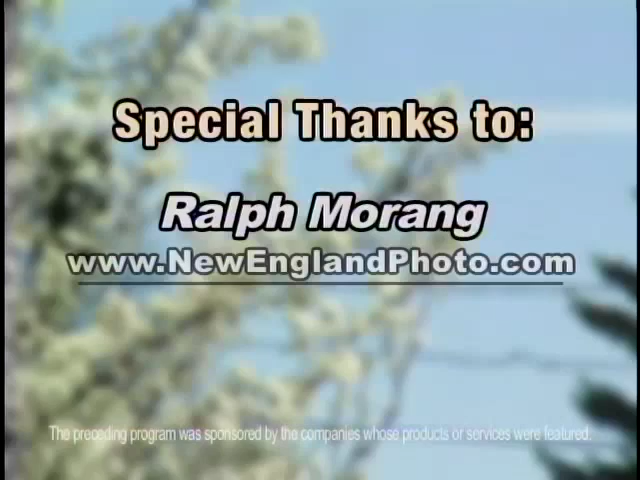 Special Thanks to:
Ralph Morang
www.NewEnglandPhoto.com
The preceding program was sponsored by the companies whose products or services were featured.